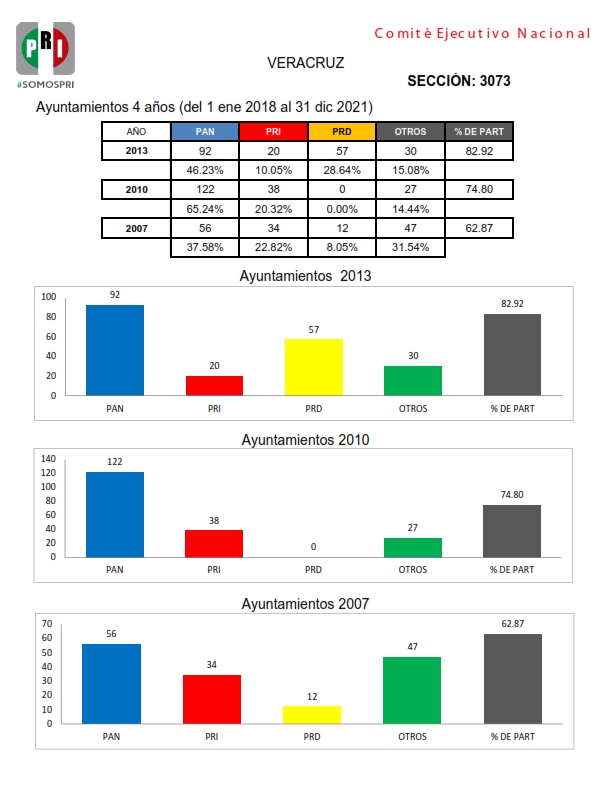 Comité Ejecutivo Nacional
PRI
#SOMOSPRI
VERACRUZ
SECCIÓN: 3073
Ayuntamientos 4 años (del 1 ene 2018 al 31 dic 2021)
AÑO PAN PRI PRD OTROS % DE PART
2013 92 20 57 30 82.92
46.23% 10.05% 28.64% 15.08%
2010 122 38 0 27 74.80
65.24% 20.32% 0.00% 14.44%
2007 56 34 12 47 62.87
37.58% 22.82% 8.05% 31.54%
Ayuntamientos 2013
100
80
60
40
20
0
92
20
57
30
82.92
PAN PRI PRD OTROS % DE PART
Ayuntamientos 2010
140
120
100
80
60
40
20
0
122
38
0
27
74.80
PAN PRI PRD OTROS % DE PART
Ayuntamientos 2007
70
60
50
40
30
20
10
0
56
34
12
47
62.87
PAN PRI PRD OTROS % DE PART